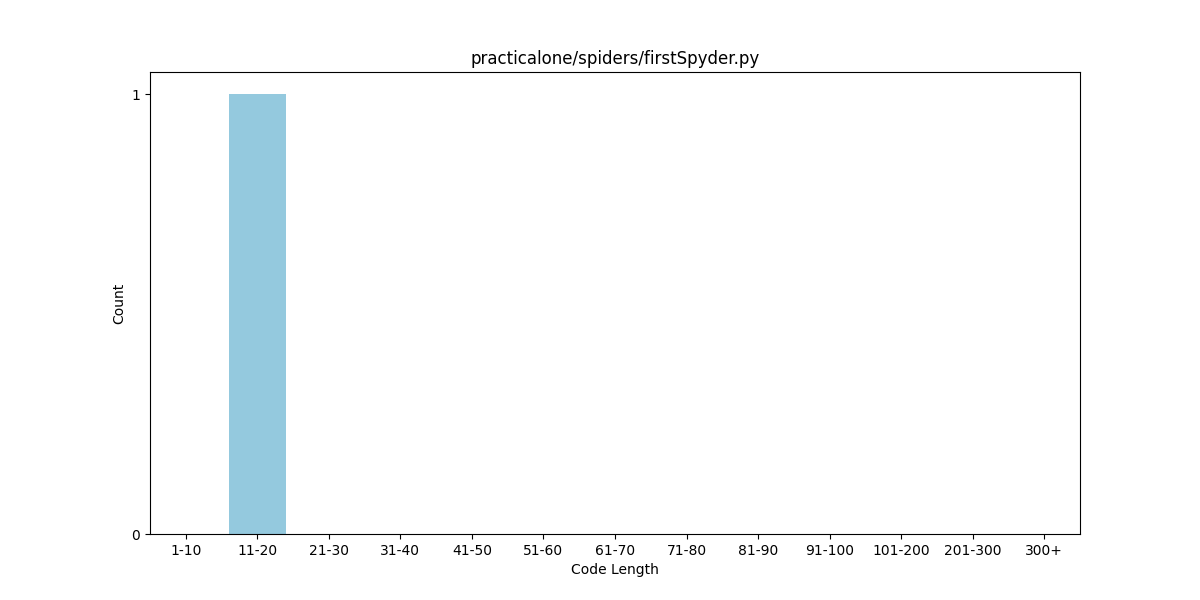 practicalone/spiders/firstSpyder.py
1
Count
0
1-10 11-20 21-30 31-40 41-50 51-60 61-70 71-80 81-90 91-100 101-200 201-300 300+
Code Length